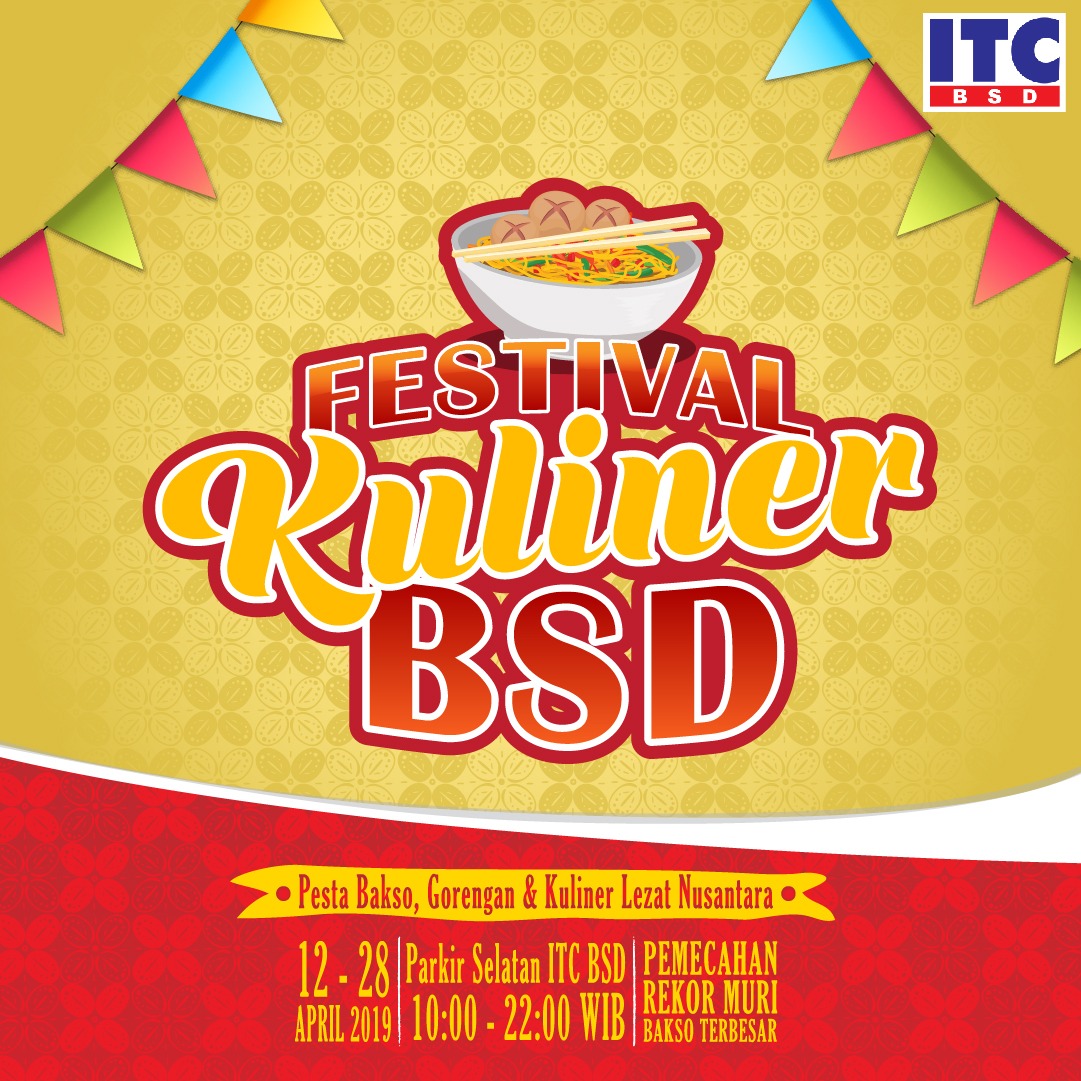 ITC
BSD
FESTIVAL
Kuliner
BSD
• Pesta Bakso, Gorengan & Kuliner Lezat Nusantara •
12 - 28
APRIL 2019
Parkir Selatan ITC BSD
10:00 - 22:00 WIB
PEMECAHAN
REKOR MURI
BAKSO TERBESAR